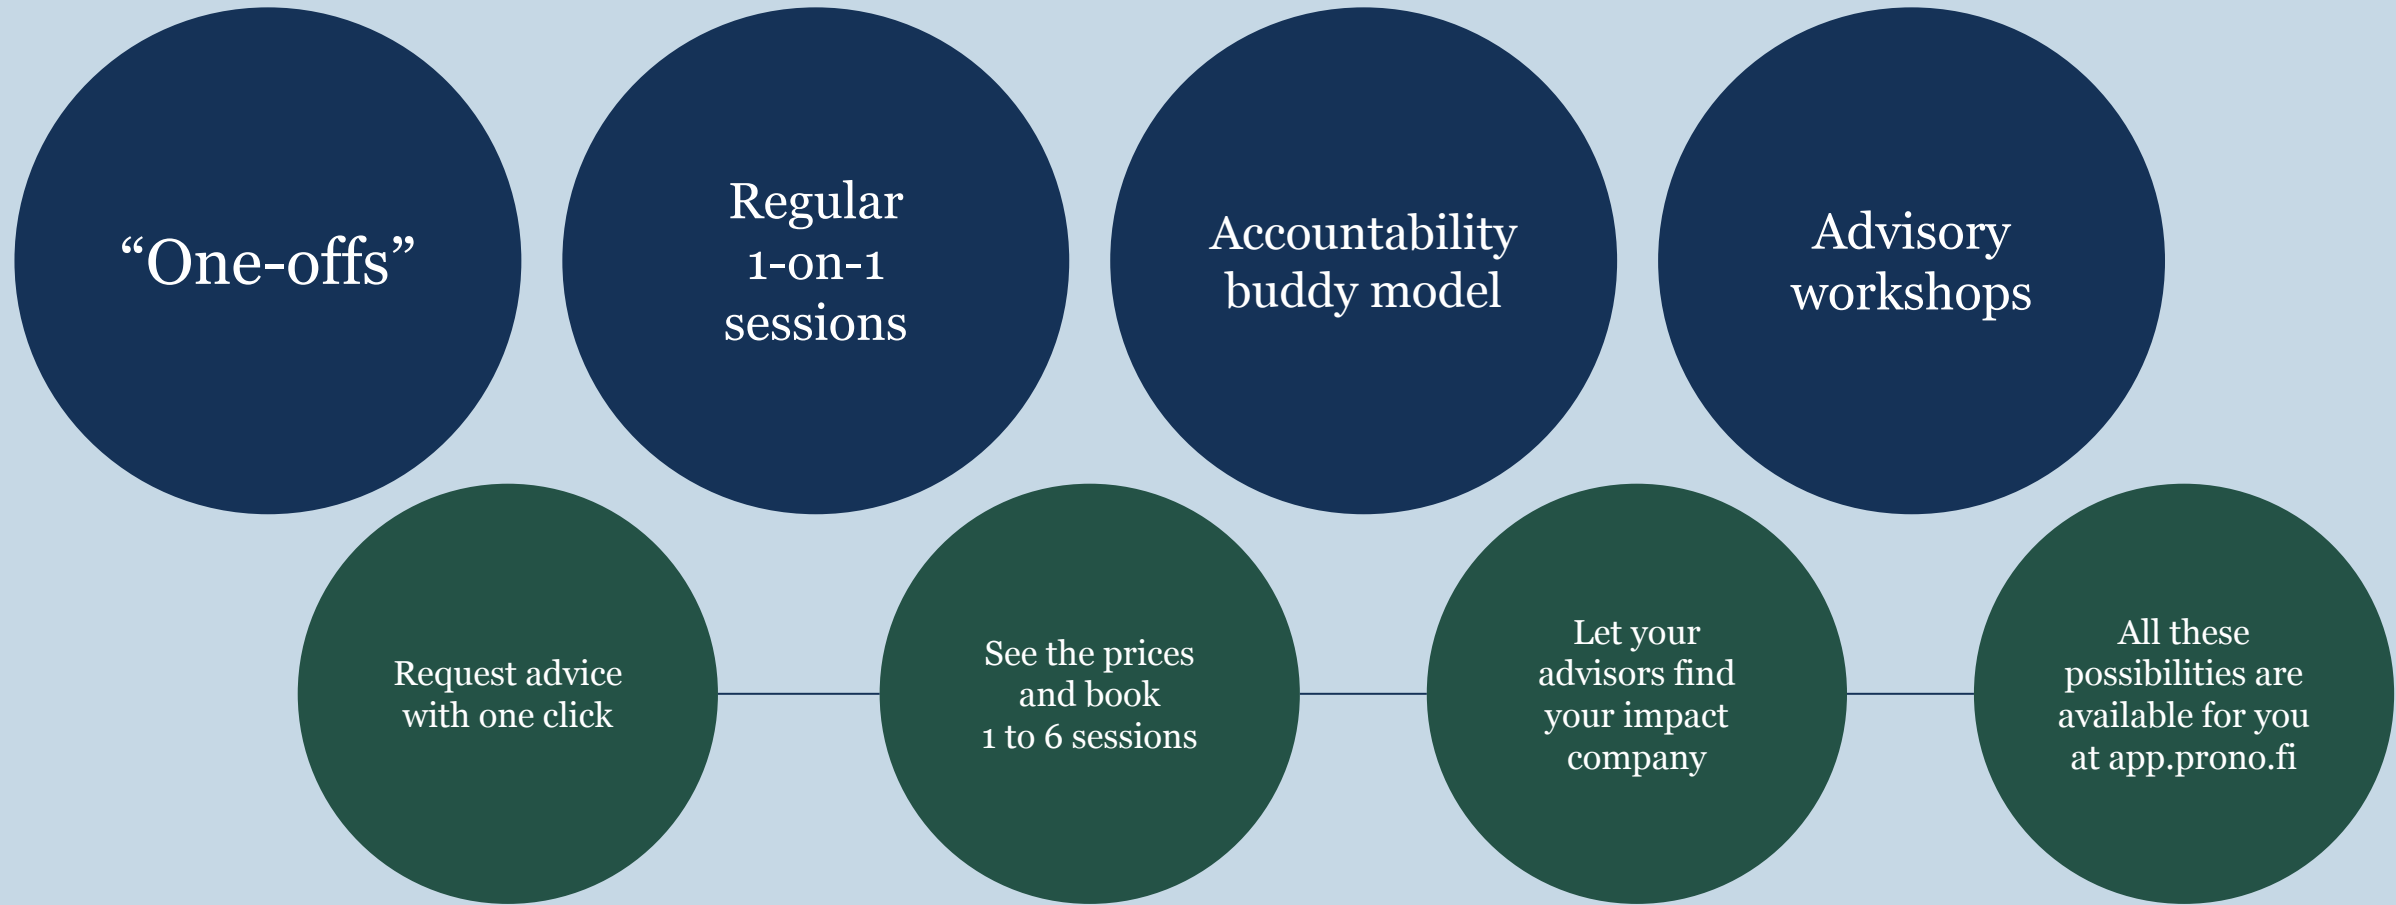 “One-offs”
Regular
1-on-1
sessions
Accountability
buddy model
Advisory
workshops
Request advice
with one click
See the prices
and book
1 to 6 sessions
Let your
advisors find
your impact
company
All these
possibilities are
available for you
at app.prono.fi